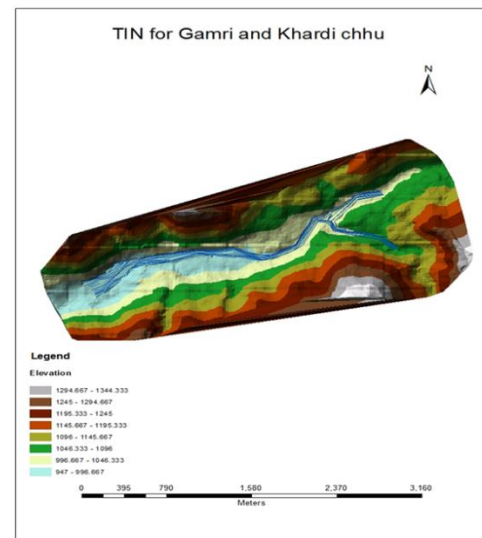 TIN for Gamri and Khardi chhu
N
Legend
Elevation
1294.667 - 1344.333
1245 - 1294.667
1195.333 - 1245
1145.667 - 1195.333
1096 - 1145.667
1046.333 - 1096
996.667 - 1046.333
947 - 996.667
0 395 790 1,580 2,370 3,160
Meters